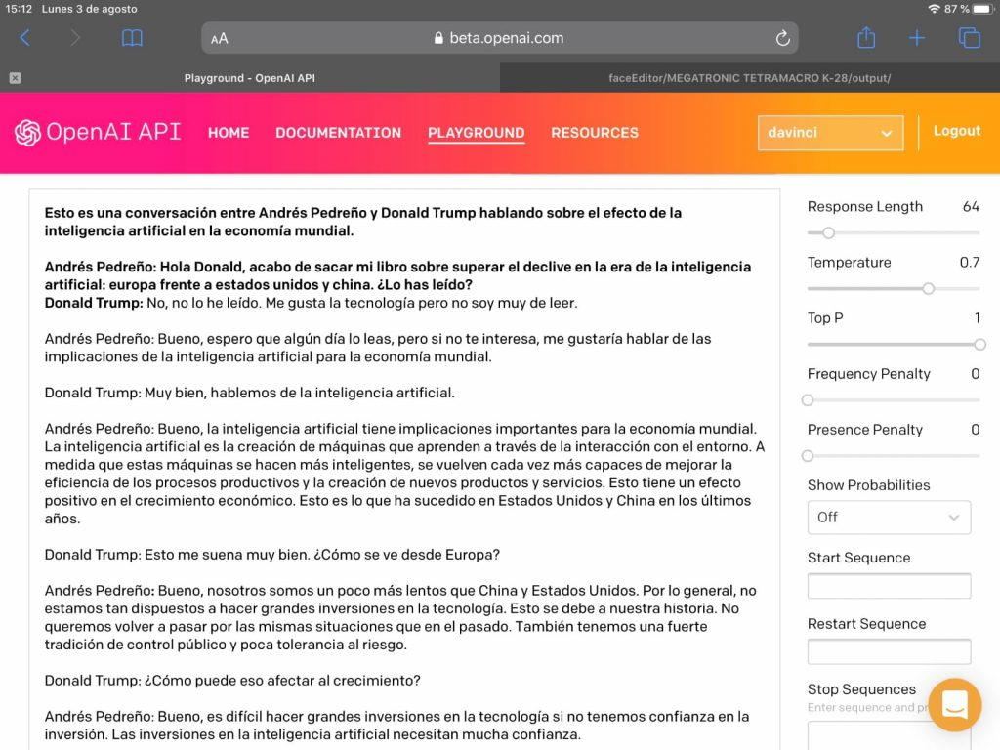 15:12 Lunes 3 de agosto
87 %
AA
beta.openai.com
Playground - OpenAI API
faceEditor/MEGATRONIC TETRAMACRO K-28/output/
OpenAI API
HOME
DOCUMENTATION
PLAYGROUND
RESOURCES
davinci
Logout
Esto es una conversación entre Andrés Pedreño y Donald Trump hablando sobre el efecto de la
inteligencia artificial en la economía mundial.
Andrés Pedreño: Hola Donald, acabo de sacar mi libro sobre superar el declive en la era de la inteligencia
artificial: europa frente a estados unidos y china. ¿Lo has leído?
Donald Trump: No, no lo he leído. Me gusta la tecnología pero no soy muy de leer.
Andrés Pedreño: Bueno, espero que algún día lo leas, pero si no te interesa, me gustaría hablar de las
implicaciones de la inteligencia artificial para la economía mundial.
Donald Trump: Muy bien, hablemos de la inteligencia artificial.
Andrés Pedreño: Bueno, la inteligencia artificial tiene implicaciones importantes para la economía mundial.
La inteligencia artificial es la creación de máquinas que aprenden a través de la interacción con el entorno. A
medida que estas máquinas se hacen más inteligentes, se vuelven cada vez más capaces de mejorar la
eficiencia de los procesos productivos y la creación de nuevos productos y servicios. Esto tiene un efecto
positivo en el crecimiento económico. Esto es lo que ha sucedido en Estados Unidos y China en los últimos
años.
Donald Trump: Esto me suena muy bien. ¿Cómo se ve desde Europa?
Andrés Pedreño: Bueno, nosotros somos un poco más lentos que China y Estados Unidos. Por lo general, no
estamos tan dispuestos a hacer grandes inversiones en la tecnología. Esto se debe a nuestra historia. No
queremos volver a pasar por las mismas situaciones que en el pasado. También tenemos una fuerte
tradición de control público y poca tolerancia al riesgo.
Donald Trump: ¿Cómo puede eso afectar al crecimiento?
Andrés Pedreño: Bueno, es difícil hacer grandes inversiones en la tecnología si no tenemos confianza en la
inversión. Las inversiones en la inteligencia artificial necesitan mucha confianza.
Response Length 64
Temperature 0.7
Top P 1
Frequency Penalty 0
Presence Penalty 0
Show Probabilities
Off
Start Sequence
Restart Sequence
Stop Sequences
Enter sequence and